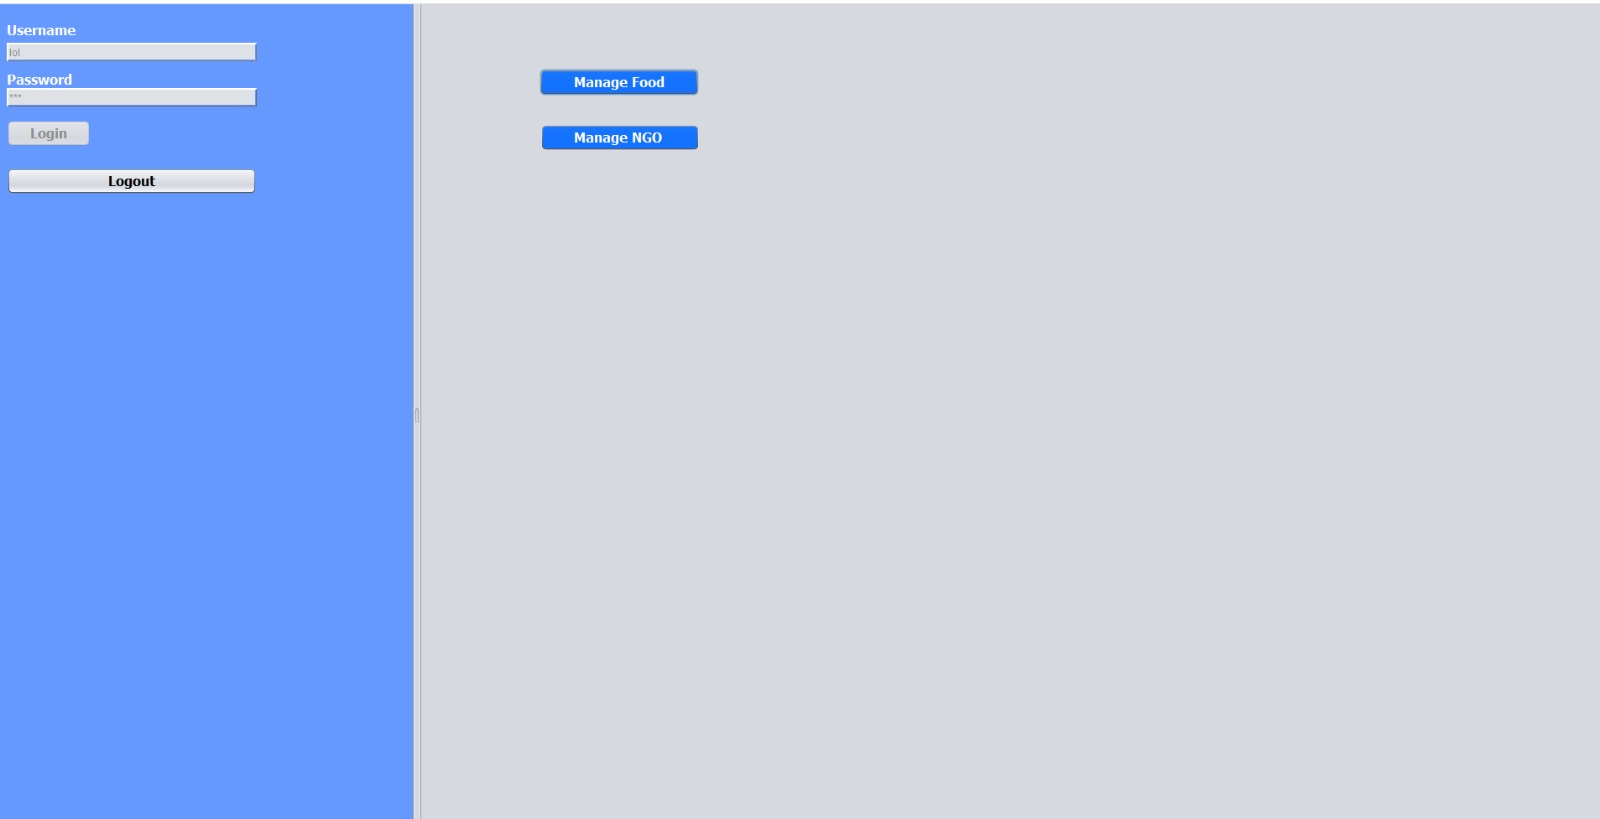 Username
lol
Password
***
Login
Logout
Manage Food
Manage NGO